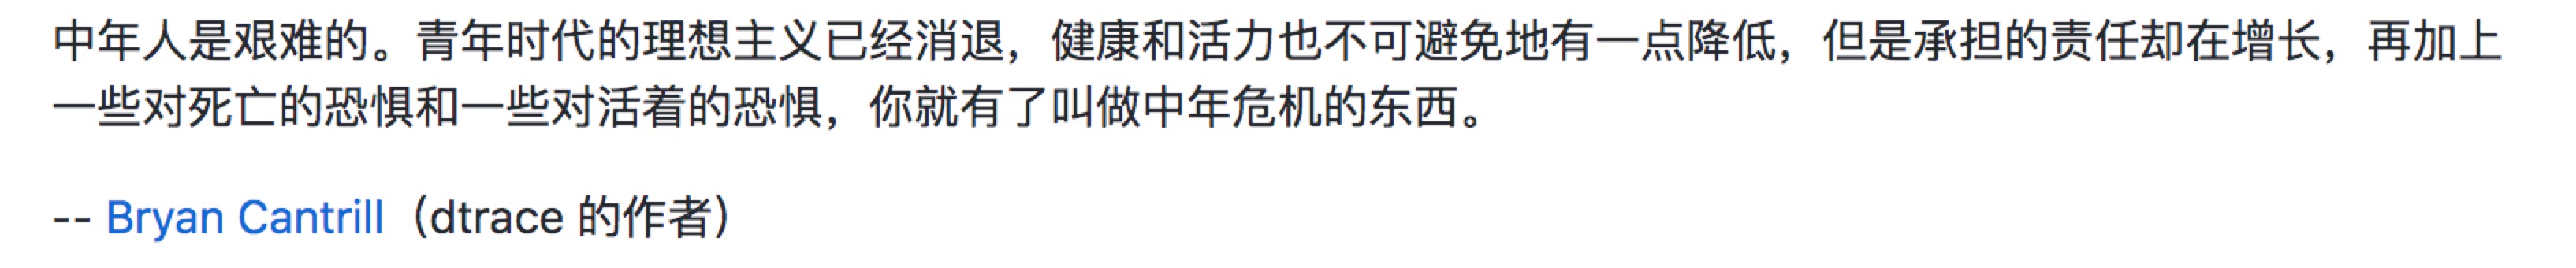 中年人是艰难的。青年时代的理想主义已经消退，健康和活力也不可避免地有一点降低，但是承担的责任却在增长，再加上
一些对死亡的恐惧和一些对活着的恐惧，你就有了叫做中年危机的东西。
-- Bryan Cantrill（dtrace 的作者）